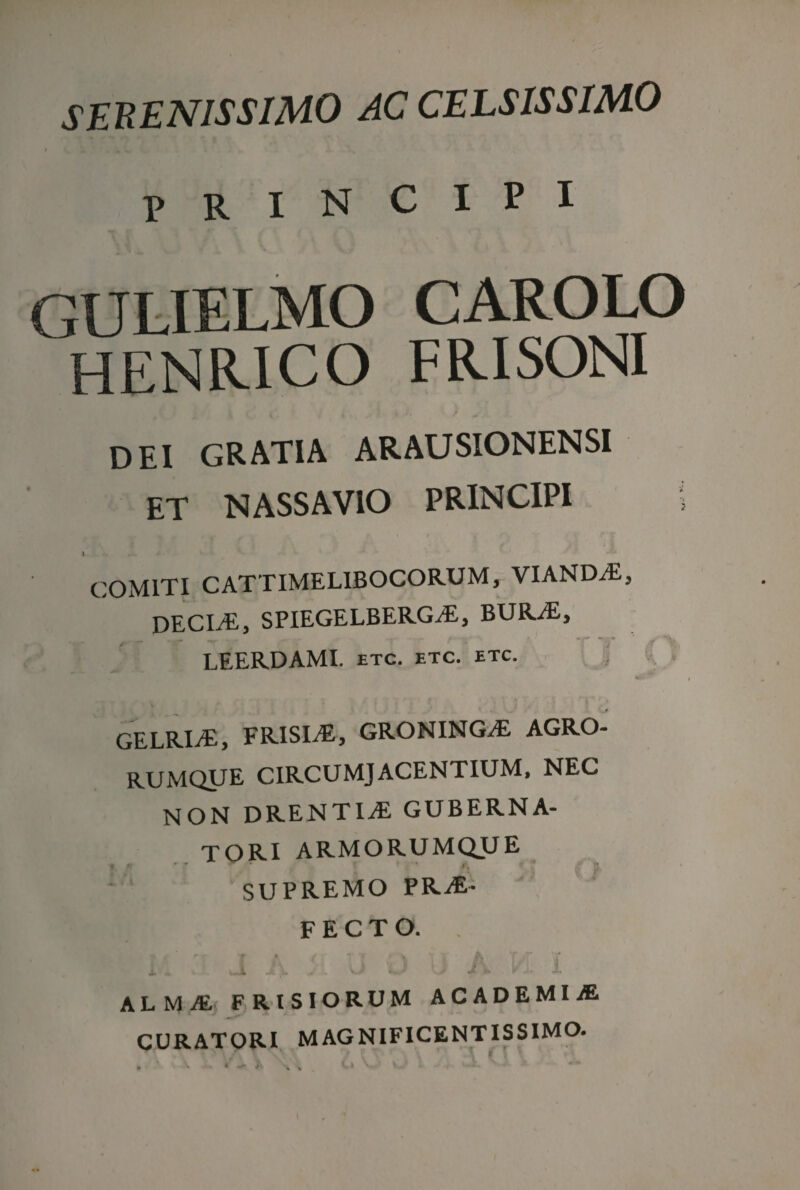 SERENISSIMO AC CELSISSIMO
PRINCIPI
GULIELMO CAROLO
HENRICO FRISONI
DEI GRATIA ARAUSIONENSI
ET NASSAVIO PRINCIPI
COMITI CATTIMELIBOCORUM, VIANDÆ,
DECIÆ, SPIEGELBERGÆ, BURÆ,
LEERDAMI. ETC. ETC. ETC.
GELRIÆ, FRISIÆ, GRONINGÆ AGRO-
RUMQUE CIRCUMJACENTIUM, NEC
NON DRENTIÆ GUBERNA-
TORI ARMORUMQUE
SUPREMO PRÆ-
FECTO.
ALMÆ FRISIORUM ACADEMIÆ
CURATORI MAGNIFICENTISSIMO.